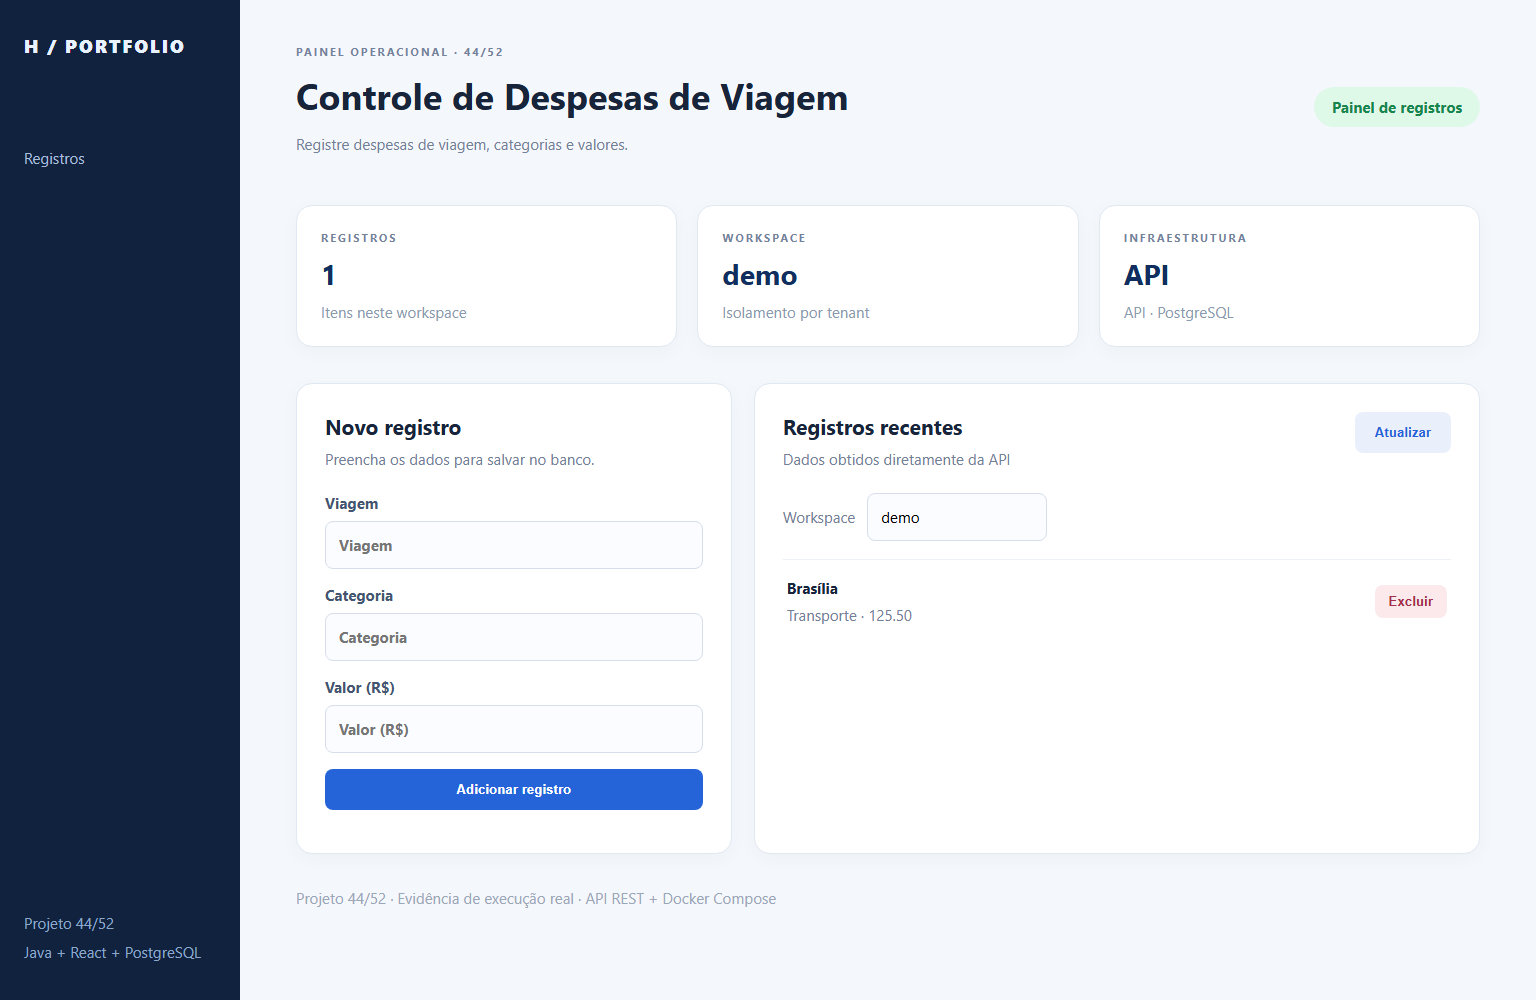 H / PORTFOLIO
Registros
Projeto 44/52
Java + React + PostgreSQL
PAINEL OPERACIONAL · 44/52
Controle de Despesas de Viagem
Registre despesas de viagem, categorias e valores.
Painel de registros
REGISTROS
1
Itens neste workspace
WORKSPACE
demo
Isolamento por tenant
INFRAESTRUTURA
API
API · PostgreSQL
Novo registro
Preencha os dados para salvar no banco.
Viagem
Viagem
Categoria
Categoria
Valor (R$)
Valor (R$)
Adicionar registro
Registros recentes
Dados obtidos diretamente da API
Atualizar
Workspace
demo
Brasília
Transporte · 125.50
Excluir
Projeto 44/52 · Evidência de execução real · API REST + Docker Compose